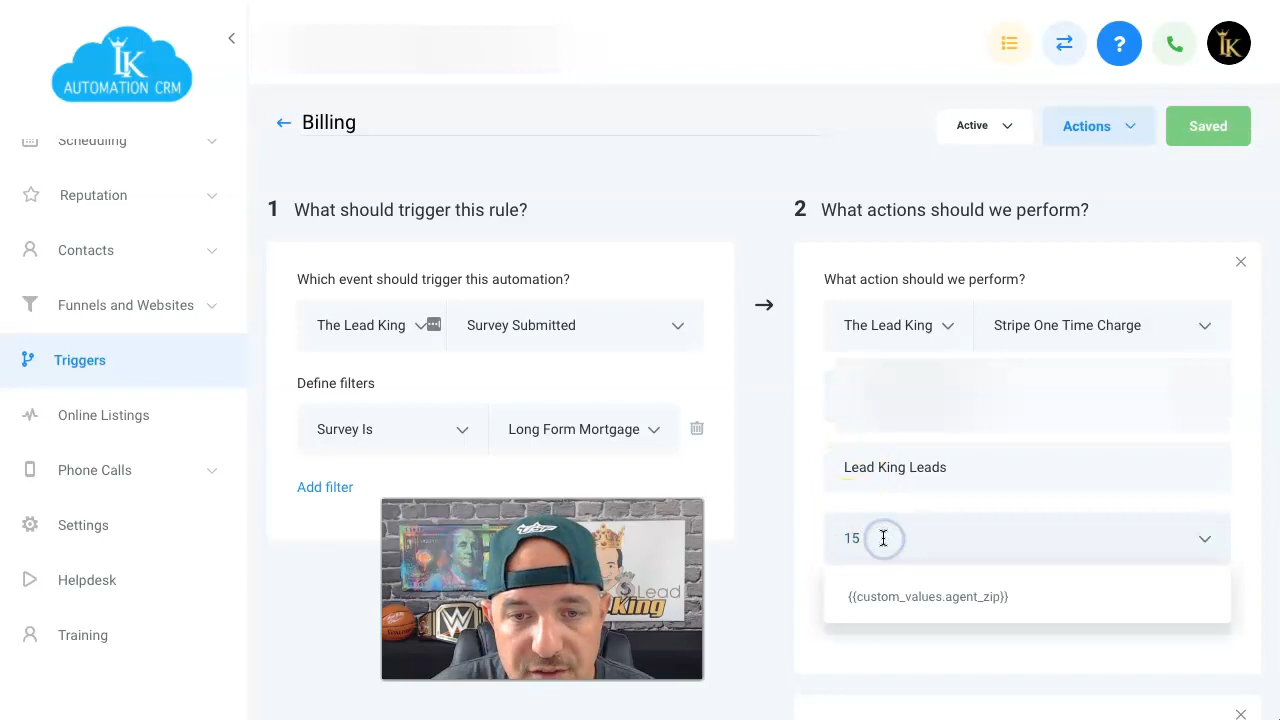 LK
AUTOMATION CRM
LK
Billing
Active
Actions
Saved
Scheduling
Reputation
Contacts
Funnels and Websites
Triggers
Online Listings
Phone Calls
Settings
Helpdesk
Training
1 What should trigger this rule?
Which event should trigger this automation?
The Lead King
Survey Submitted
Define filters
Survey Is
Long Form Mortgage
Add filter
2 What actions should we perform?
What action should we perform?
The Lead King
Stripe One Time Charge
Lead King Leads
15
{{custom_values.agent_zip}}
Lead
King